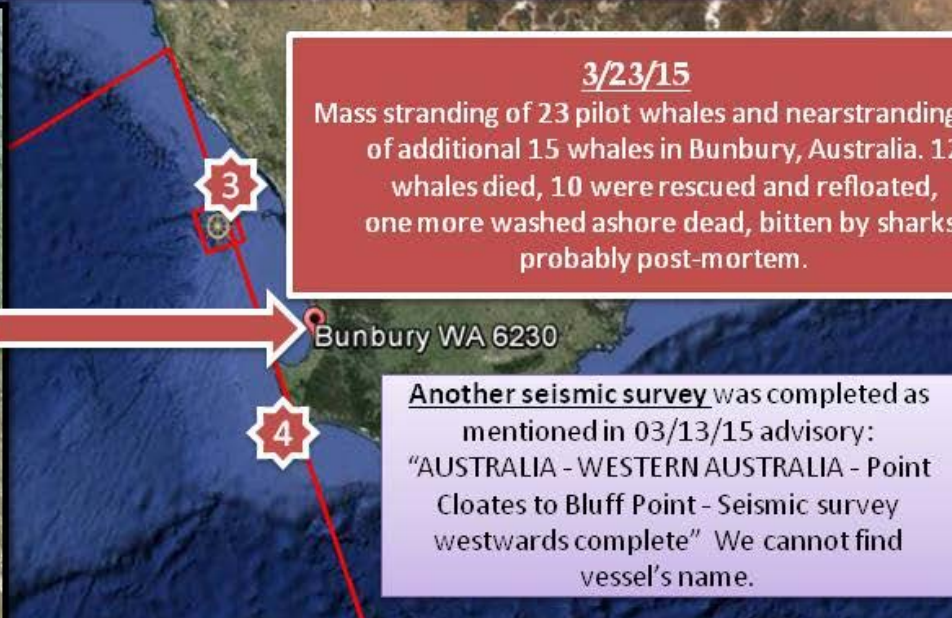 3/23/15
Mass stranding of 23 pilot whales and nearstranding
of additional 15 whales in Bunbury, Australia. 12
whales died, 10 were rescued and refloated,
one more washed ashore dead, bitten by sharks
probably post-mortem.
3
Bunbury WA 6230
4
Another seismic survey was completed as
mentioned in 03/13/15 advisory:
“AUSTRALIA - WESTERN AUSTRALIA - Point
Cloates to Bluff Point - Seismic survey
westwards complete” We cannot find
vessel’s name.